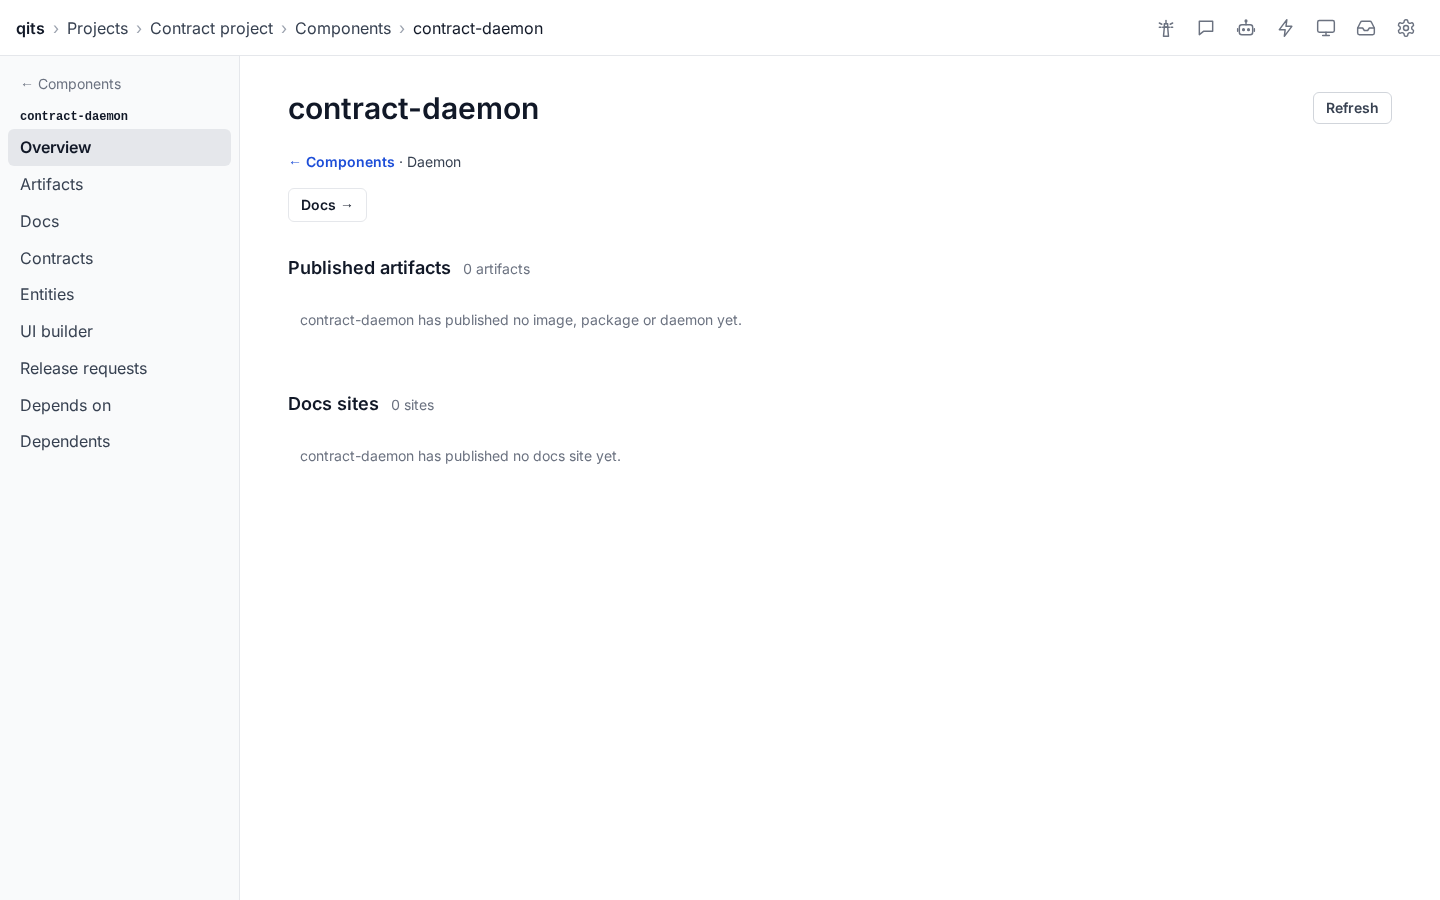 qits › Projects › Contract project › Components › contract-daemon
← Components
contract-daemon
Overview
Artifacts
Docs
Contracts
Entities
UI builder
Release requests
Depends on
Dependents
contract-daemon
Refresh
← Components · Daemon
Docs →
Published artifacts 0 artifacts
contract-daemon has published no image, package or daemon yet.
Docs sites 0 sites
contract-daemon has published no docs site yet.